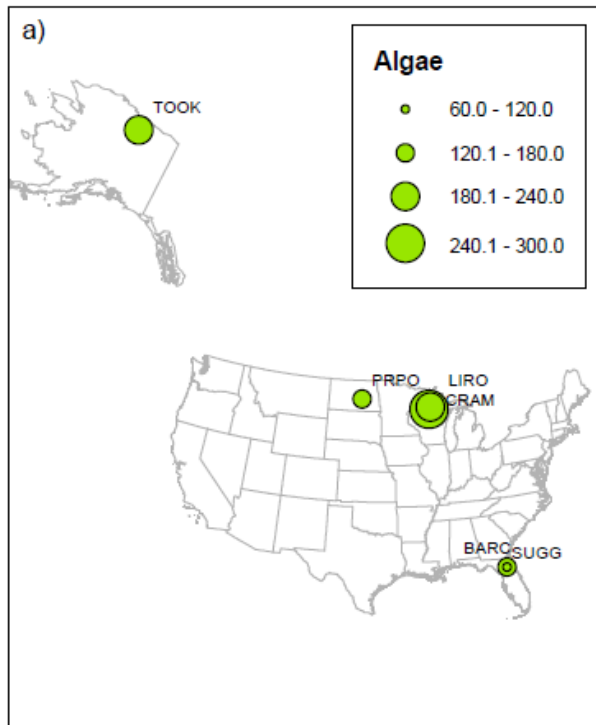 a)
Algae
60.0 - 120.0
120.1 - 180.0
180.1 - 240.0
240.1 - 300.0
TOOK
PRPO LIRO
CRAM
BARC SUGG